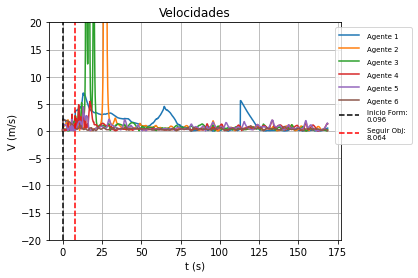 Velocidades
V (m/s)
20
15
10
5
0
−5
−10
−15
−20
0
25
50
75
100
125
150
175
t (s)
Agente 1
Agente 2
Agente 3
Agente 4
Agente 5
Agente 6
Inicio Form:
0.096
Seguir Obj:
8.064